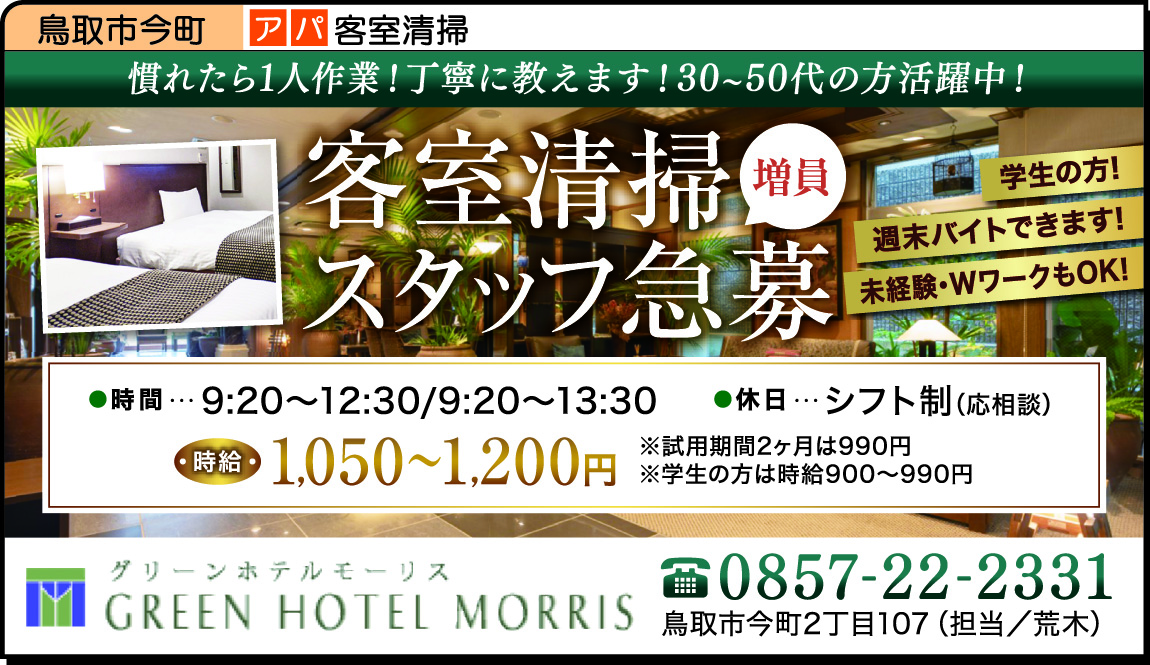 鳥取市今町 アパ 客室清掃
慣れたら1人作業！丁寧に教えます！30~50代の方活躍中！
客室清掃 増員
スタッフ急募
学生の方！
週末バイトできます！
未経験・WワークもOK！
●時間…9:20〜12:30/9:20〜13:30 ●休日…シフト制（応相談）
・時給・ 1,050〜1,200円
※試用期間2ヶ月は990円
※学生の方は時給900〜990円
グリーンホテルモーリス
GREEN HOTEL MORRIS
☎0857-22-2331
鳥取市今町2丁目107（担当／荒木）